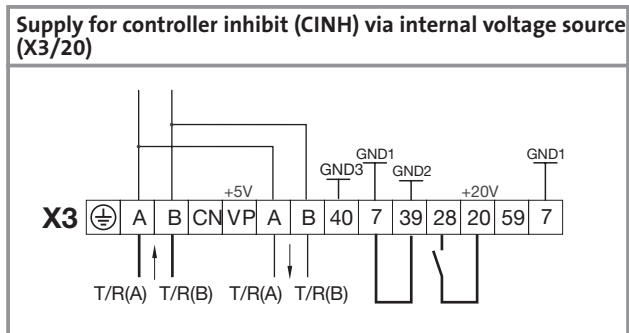 Supply for controller inhibit (CINH) via internal voltage source
(X3/20)
GND1
GND1
GND3
GND2
+5V
+20V
X3 A B CN VP A B 40 7 39 28 20 59 7
T/R(A) T/R(B) T/R(A) T/R(B)